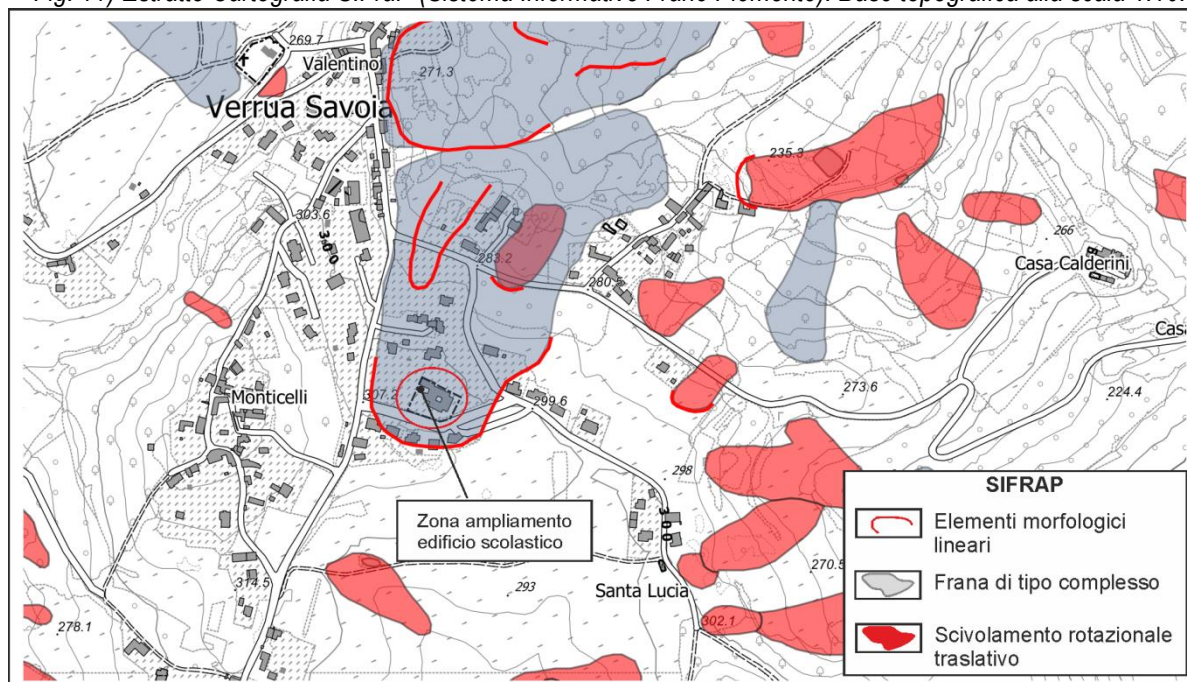 269.7
Valentino
271.3
Verrua Savoia
235.3
303.6
300
283.2
280.5
266
Casa Calderini
Casa
307.2
299.6
273.6
224.4
Monticelli
298
300
Zona ampliamento
edificio scolastico
314.5
293
Santa Lucia
270.5
302.1
278.1
SIFRAP
Elementi morfologici
lineari
Frana di tipo complesso
Scivolamento rotazionale
traslativo